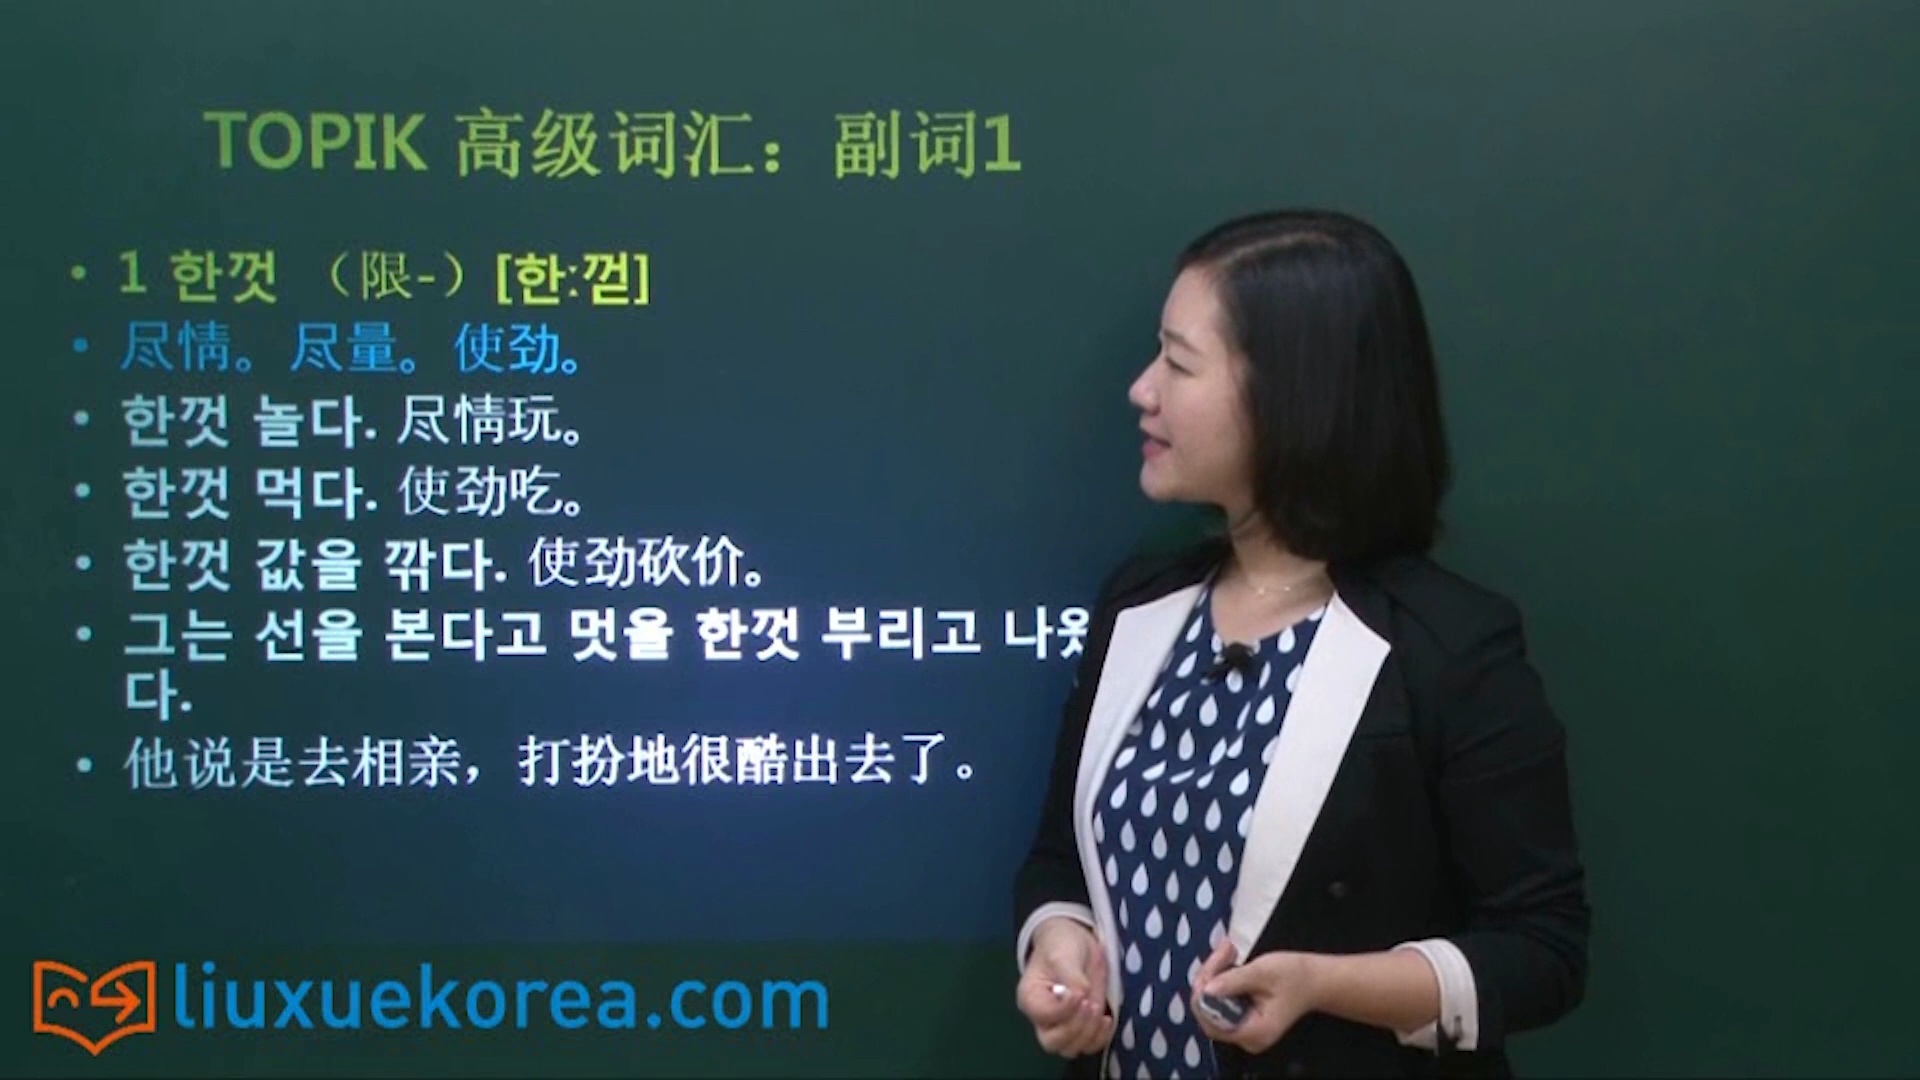 TOPIK 高级词汇：副词1
• 1 한껏 （限-）[한ː껃]
• 尽情。尽量。使劲。
• 한껏 놀다. 尽情玩。
• 한껏 먹다. 使劲吃。
• 한껏 값을 깎다. 使劲砍价。
• 그는 선을 본다고 멋을 한껏 부리고 나웃
다.
• 他说是去相亲，打扮地很酷出去了。
liuxuekorea.com